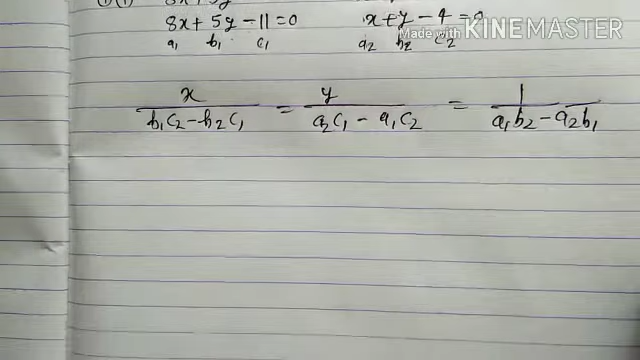 8x + 5y - 11 = 0 x + y - 4 = 0
a₁ b₁ c₁ a₂ b₂ c₂
Made with KINEMASTER
x / (b₁c₂ - b₂c₁) = y / (a₂c₁ - a₁c₂) = 1 / (a₁b₂ - a₂b₁)